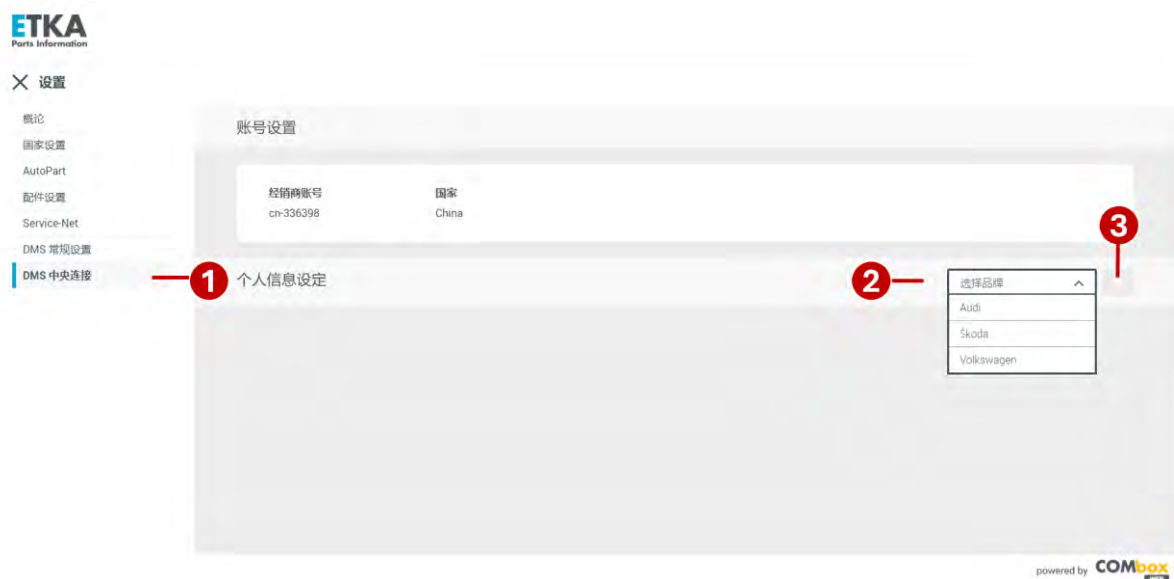 ETKA
Parts Information
设置
概论
国家设置
AutoPart
配件设置
Service-Net
DMS 常规设置
DMS 中央连接
账号设置
经销商账号 国家
cn-336398 China
3
1 个人信息设定 2 选择品牌
Audi
Škoda
Volkswagen
powered by COMbox